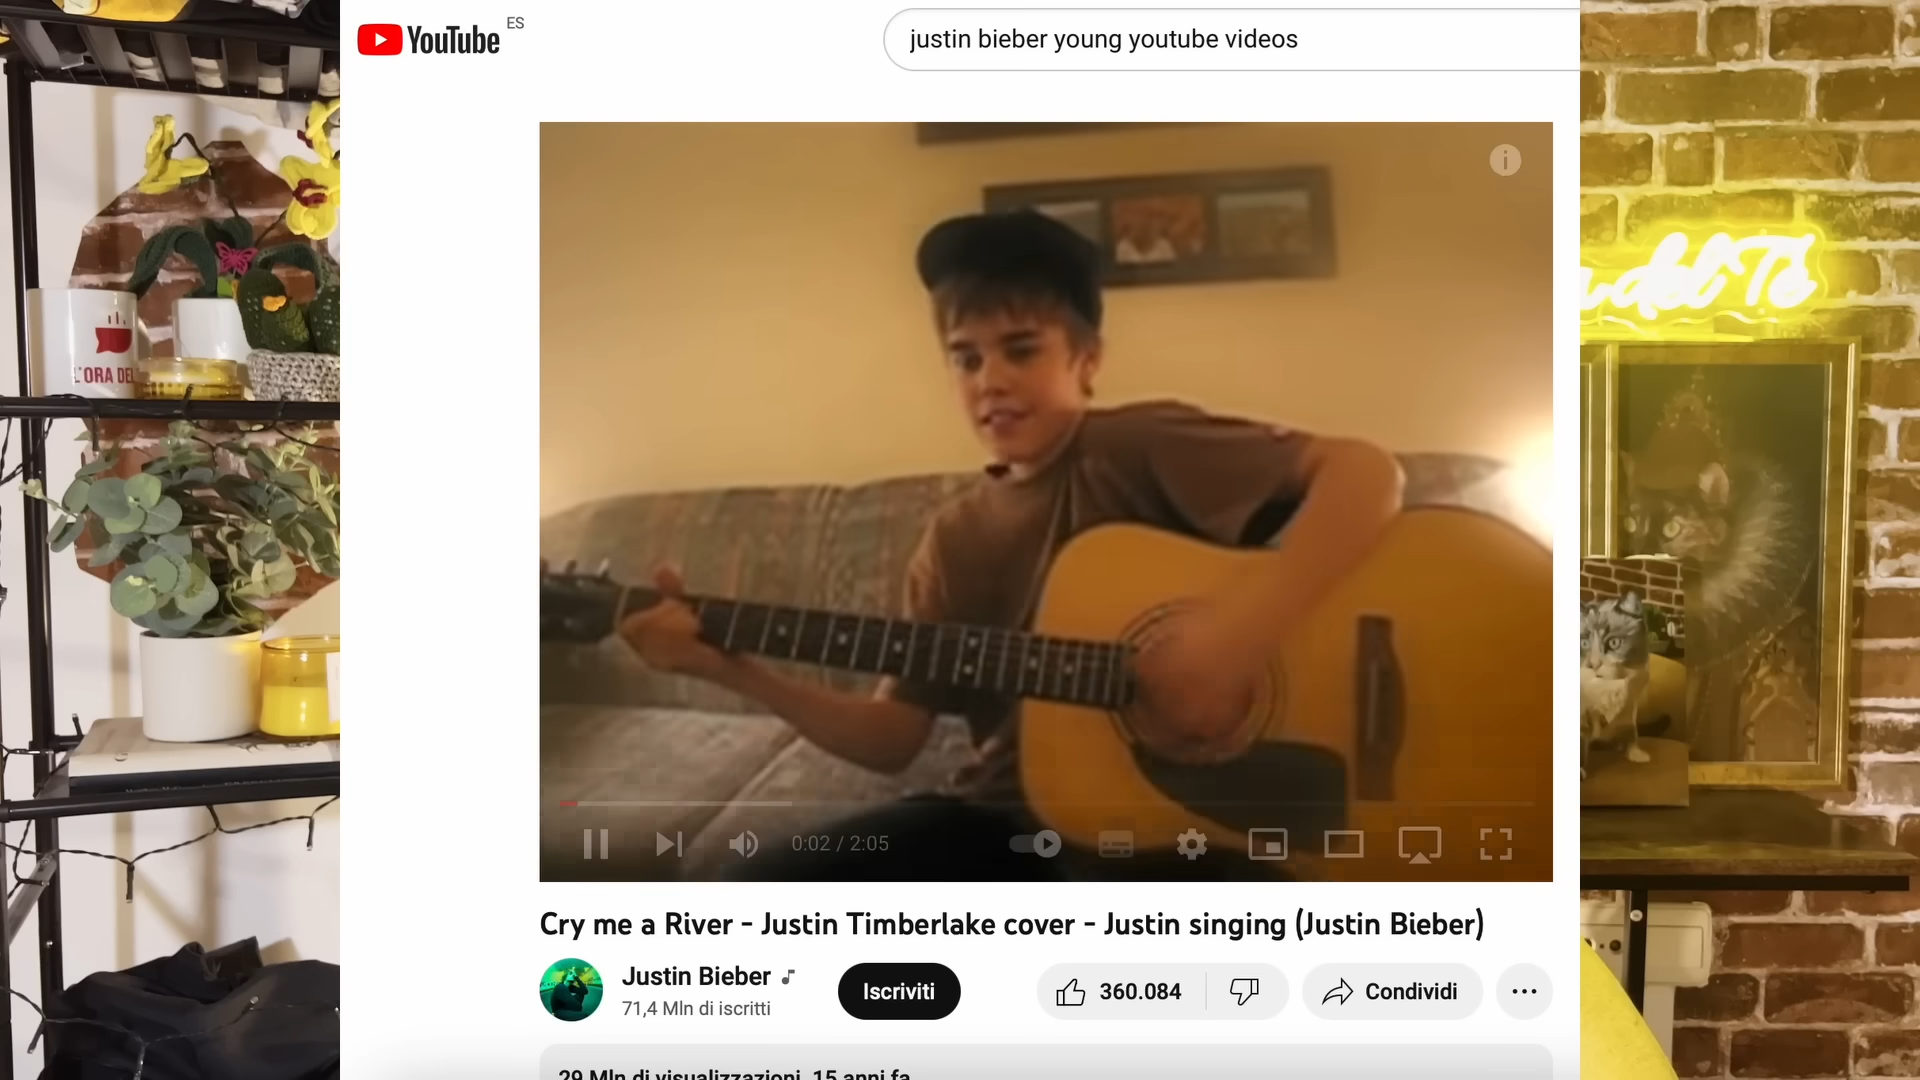 YouTube ES
justin bieber young youtube videos
L'ORA DEL
del Tè
0:02 / 2:05
Cry me a River - Justin Timberlake cover - Justin singing (Justin Bieber)
Justin Bieber
71,4 Mln di iscritti
Iscriviti
360.084
Condividi
29 Mln di visualizzazioni 15 anni fa